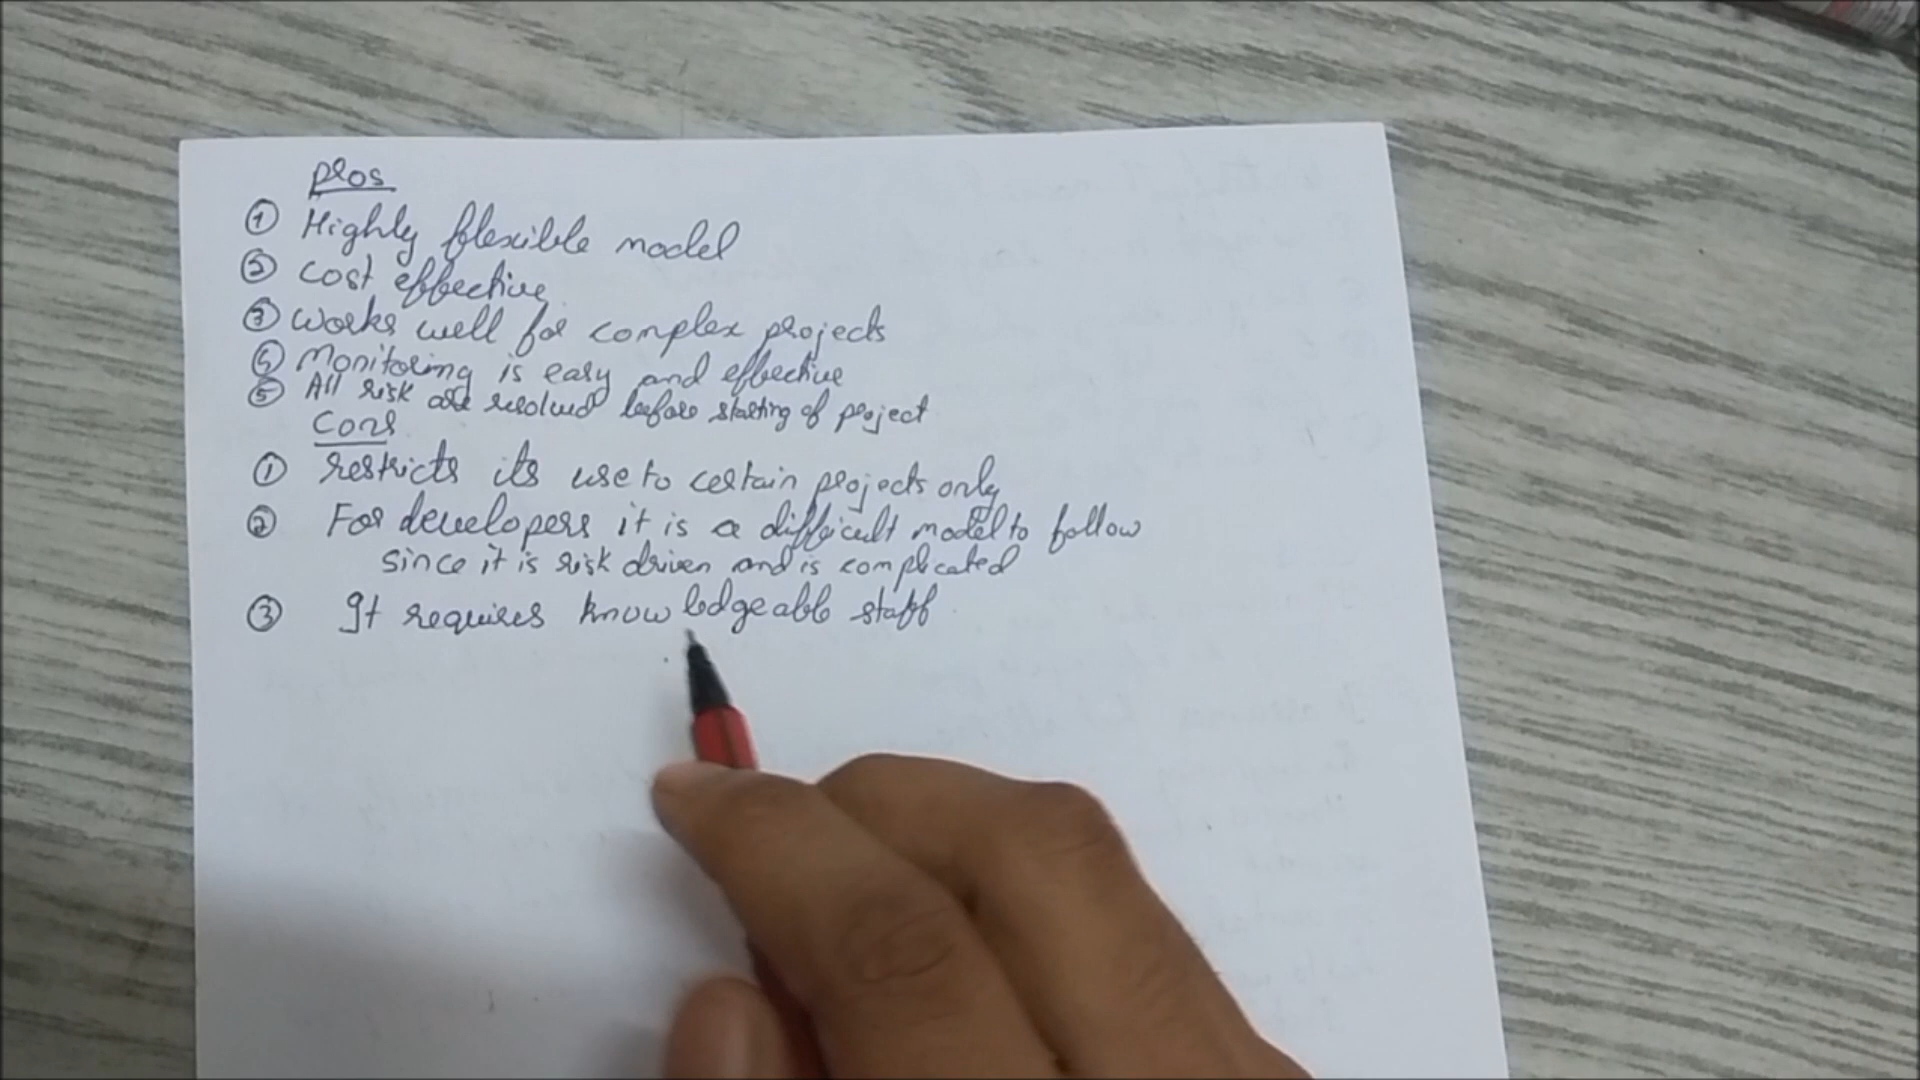 Pros
① Highly flexible model
② Cost effective
③ Works well for complex projects
④ Monitoring is easy and effective
⑤ All risk are resolved before starting of project
Cons
① restricts its use to certain projects only
② For developers it is a difficult model to follow
since it is risk driven and is complicated
③ It requires knowledgeable staff